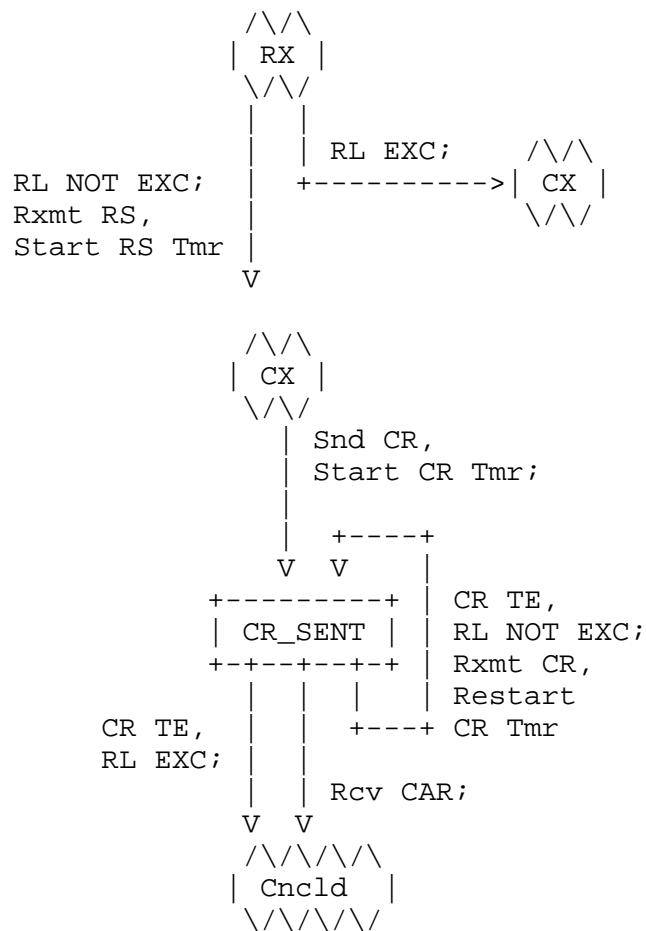 RX
RL EXC;
RL NOT EXC;
CX
Rxmt RS,
Start RS Tmr
V
CX
Snd CR,
Start CR Tmr;
V V
CR TE,
CR_SENT
RL NOT EXC;
Rxmt CR,
Restart
CR TE,
CR Tmr
RL EXC;
Rcv CAR;
V V
Cncld